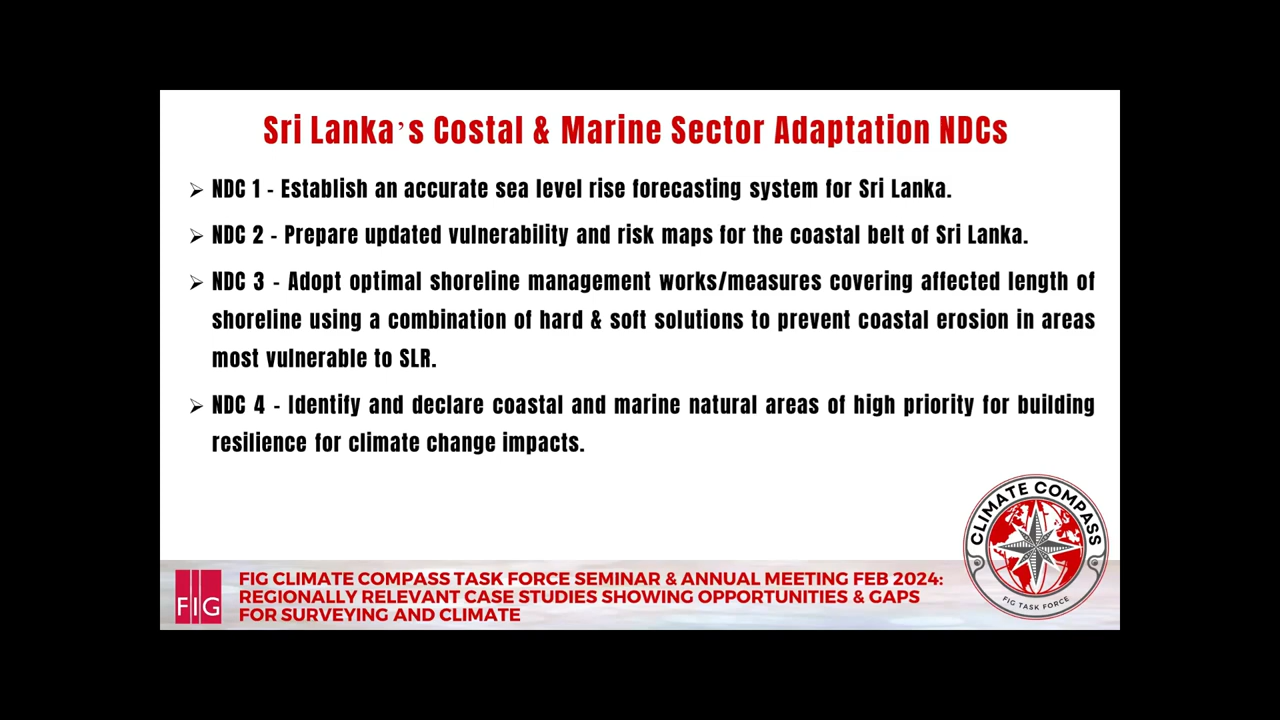 Sri Lanka's Costal & Marine Sector Adaptation NDCs
➢ NDC 1 - Establish an accurate sea level rise forecasting system for Sri Lanka.
➢ NDC 2 - Prepare updated vulnerability and risk maps for the coastal belt of Sri Lanka.
➢ NDC 3 - Adopt optimal shoreline management works/measures covering affected length of
shoreline using a combination of hard & soft solutions to prevent coastal erosion in areas
most vulnerable to SLR.
➢ NDC 4 - Identify and declare coastal and marine natural areas of high priority for building
resilience for climate change impacts.
CLIMATE COMPASS
FIG TASK FORCE
FIG
FIG CLIMATE COMPASS TASK FORCE SEMINAR & ANNUAL MEETING FEB 2024:
REGIONALLY RELEVANT CASE STUDIES SHOWING OPPORTUNITIES & GAPS
FOR SURVEYING AND CLIMATE